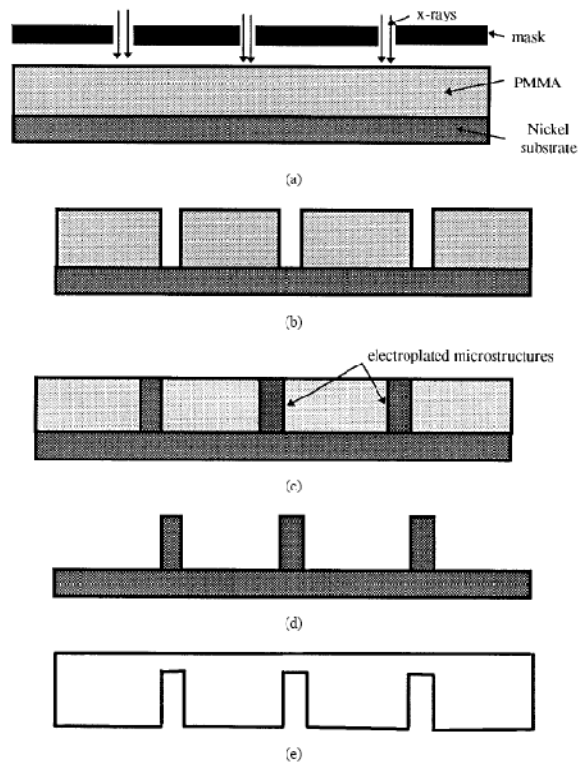 x-rays
mask
PMMA
Nickel
substrate
(a)
(b)
electroplated microstructures
(c)
(d)
(e)